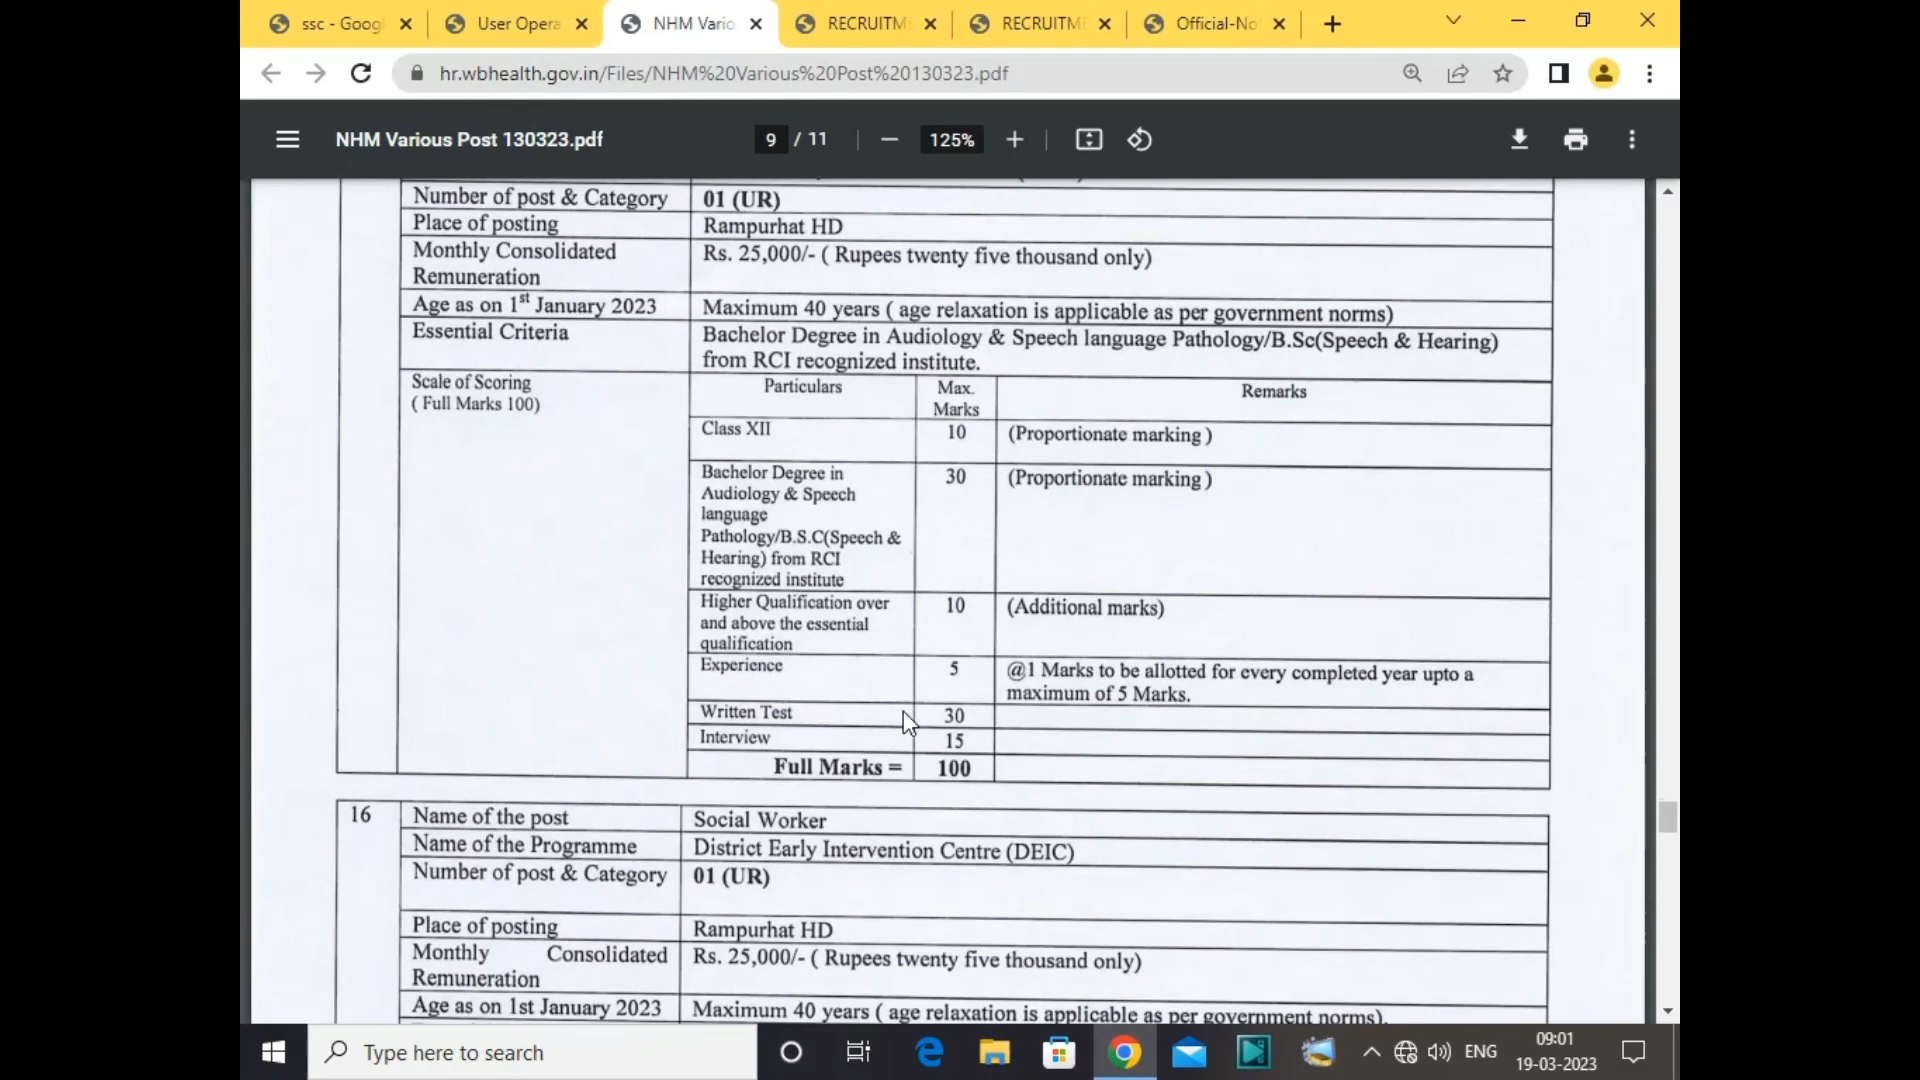 ssc - Goog
User Opera
NHM Vario
RECRUITM
RECRUITM
Official-No
hr.wbhealth.gov.in/Files/NHM%20Various%20Post%20130323.pdf
NHM Various Post 130323.pdf
9 / 11
125%
Number of post & Category
01 (UR)
Place of posting
Rampurhat HD
Monthly Consolidated
Remuneration
Rs. 25,000/- ( Rupees twenty five thousand only)
Age as on 1st January 2023
Maximum 40 years ( age relaxation is applicable as per government norms)
Essential Criteria
Bachelor Degree in Audiology & Speech language Pathology/B.Sc(Speech & Hearing)
from RCI recognized institute.
Scale of Scoring
( Full Marks 100)
Particulars
Max.
Marks
Remarks
Class XII
10
(Proportionate marking )
Bachelor Degree in
Audiology & Speech
language
Pathology/B.S.C(Speech &
Hearing) from RCI
recognized institute
30
(Proportionate marking )
Higher Qualification over
and above the essential
qualification
10
(Additional marks)
Experience
5
@1 Marks to be allotted for every completed year upto a
maximum of 5 Marks.
Written Test
30
Interview
15
Full Marks =
100
16
Name of the post
Social Worker
Name of the Programme
District Early Intervention Centre (DEIC)
Number of post & Category
01 (UR)
Place of posting
Rampurhat HD
Monthly Consolidated
Remuneration
Rs. 25,000/- ( Rupees twenty five thousand only)
Age as on 1st January 2023
Maximum 40 years ( age relaxation is applicable as per government norms).
Type here to search
ENG
09:01
19-03-2023